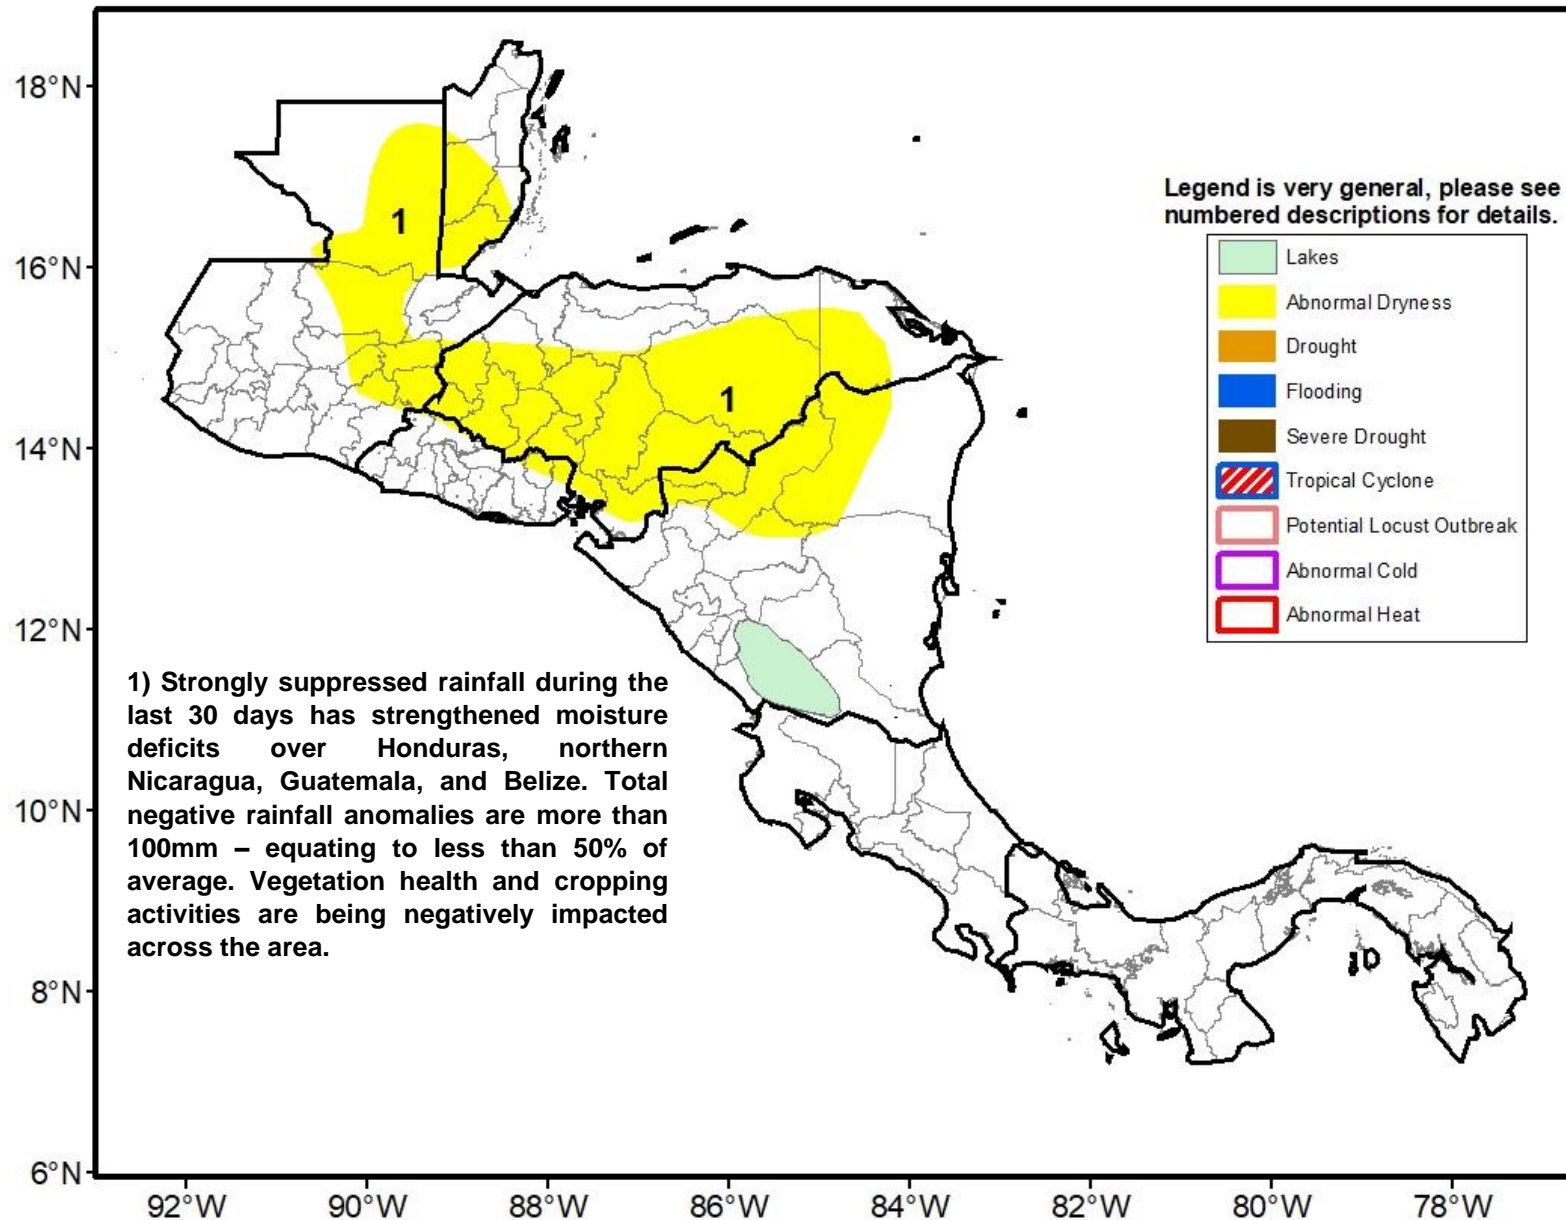 18°N
16°N
14°N
12°N
10°N
8°N
6°N
92°W
90°W
88°W
86°W
84°W
82°W
80°W
78°W
1
1
Legend is very general, please see
numbered descriptions for details.
Lakes
Abnormal Dryness
Drought
Flooding
Severe Drought
Tropical Cyclone
Potential Locust Outbreak
Abnormal Cold
Abnormal Heat
1) Strongly suppressed rainfall during the
last 30 days has strengthened moisture
deficits over Honduras, northern
Nicaragua, Guatemala, and Belize. Total
negative rainfall anomalies are more than
100mm – equating to less than 50% of
average. Vegetation health and cropping
activities are being negatively impacted
across the area.